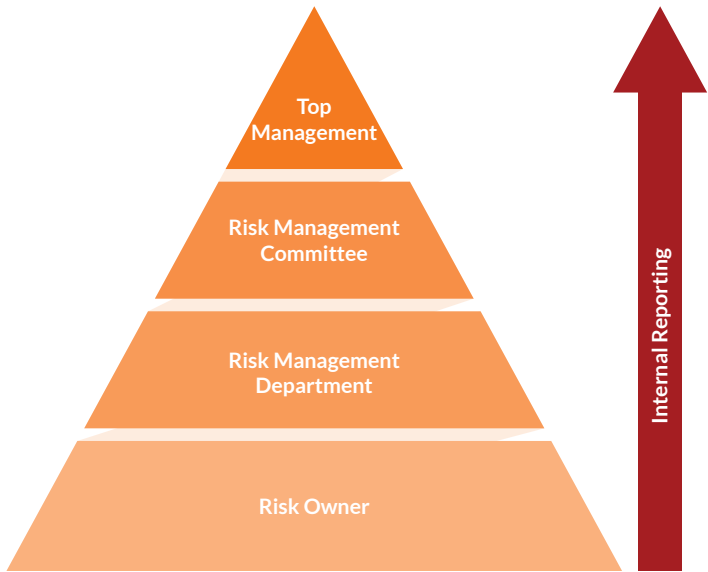 Top
Management
Risk Management
Committee
Risk Management
Department
Risk Owner
Internal Reporting